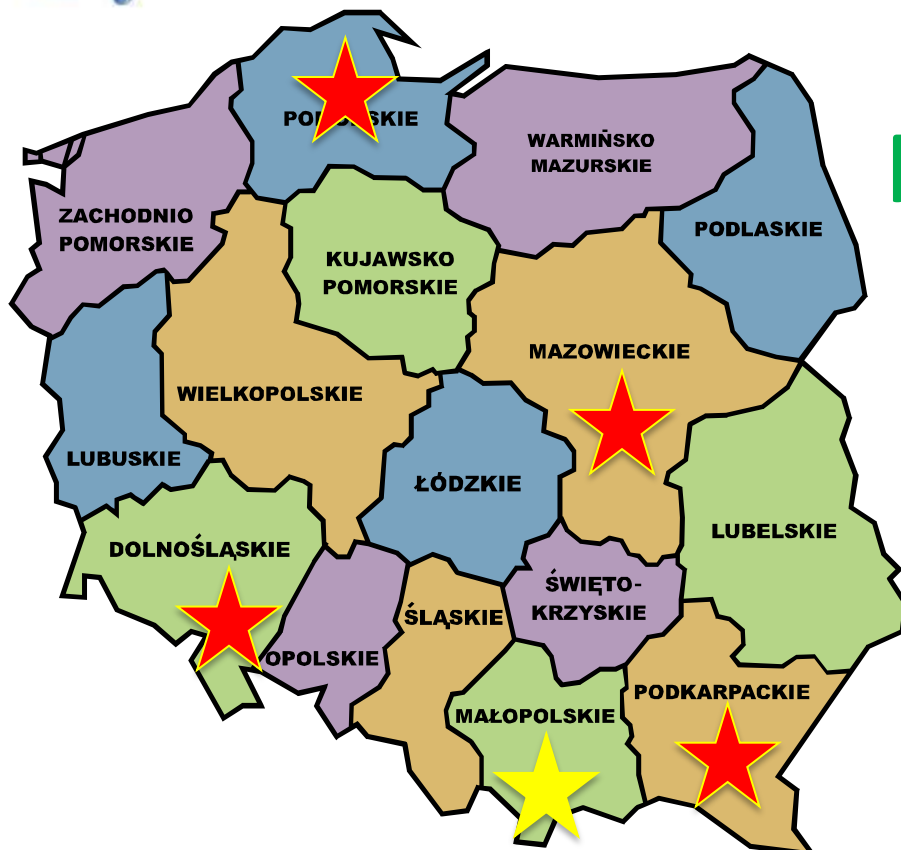 WARMIŃSKO
MAZURSKIE
ZACHODNIO
POMORSKIE
PODLASKIE
KUJAWSKO
POMORSKIE
MAZOWIECKIE
WIELKOPOLSKIE
LUBUSKIE
ŁÓDZKIE
LUBELSKIE
DOLNOŚLĄSKIE
ŚWIĘTO-
KRZYSKIE
ŚLĄSKIE
OPOLSKIE
PODKARPACKIE
MAŁOPOLSKIE